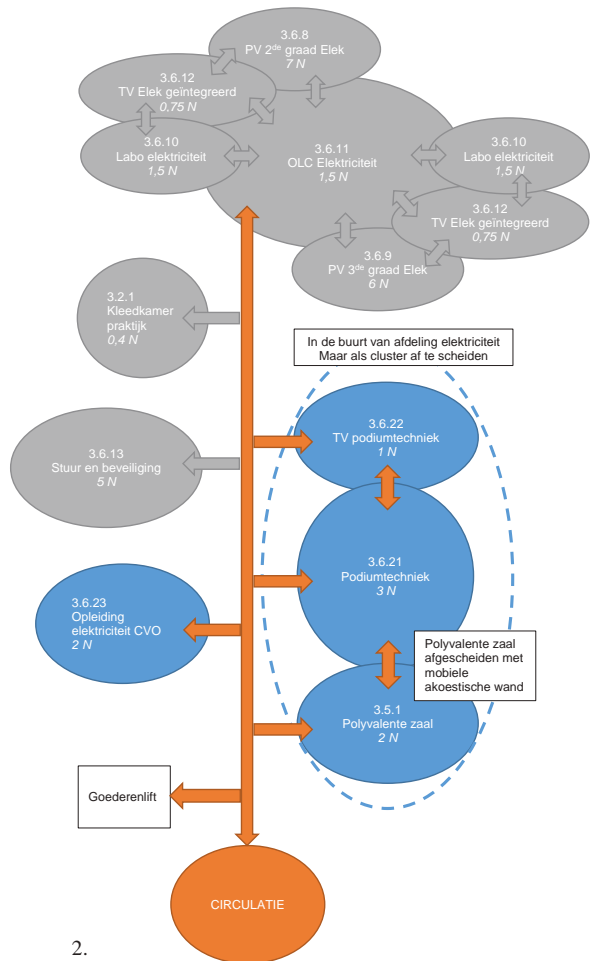 3.6.8
PV 2de graad Elek
7 N
3.6.12
TV Elek geïntegreerd
0,75 N
3.6.10
Labo elektriciteit
1,5 N
3.6.11
OLC Elektriciteit
1,5 N
3.6.10
Labo elektriciteit
1,5 N
3.6.12
TV Elek geïntegreerd
0,75 N
3.6.9
PV 3de graad Elek
6 N
3.2.1
Kleedkamer
praktijk
0,4 N
In de buurt van afdeling elektriciteit
Maar als cluster af te scheiden
3.6.22
TV podiumtechniek
1 N
3.6.13
Stuur en beveiliging
5 N
3.6.21
Podiumtechniek
3 N
3.6.23
Opleiding
elektriciteit CVO
2 N
Polyvalente zaal
afgescheiden met
mobiele
akoestische wand
3.5.1
Polyvalente zaal
2 N
Goederenlift
CIRCULATIE
2.